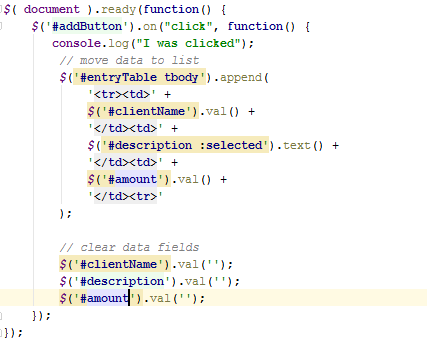 $( document ).ready(function() {
    $('#addButton').on("click", function() {
       console.log("I was clicked");
        // move data to list
        $('#entryTable tbody').append(
            '<tr><td>' +
            $('#clientName').val() +
            '</td><td>' +
            $('#description :selected').text() +
            '</td><td>' +
            $('#amount').val() +
            '</td><tr>'
        );

        // clear data fields
        $('#clientName').val('');
        $('#description').val('');
        $('#amount').val('');
    });
});